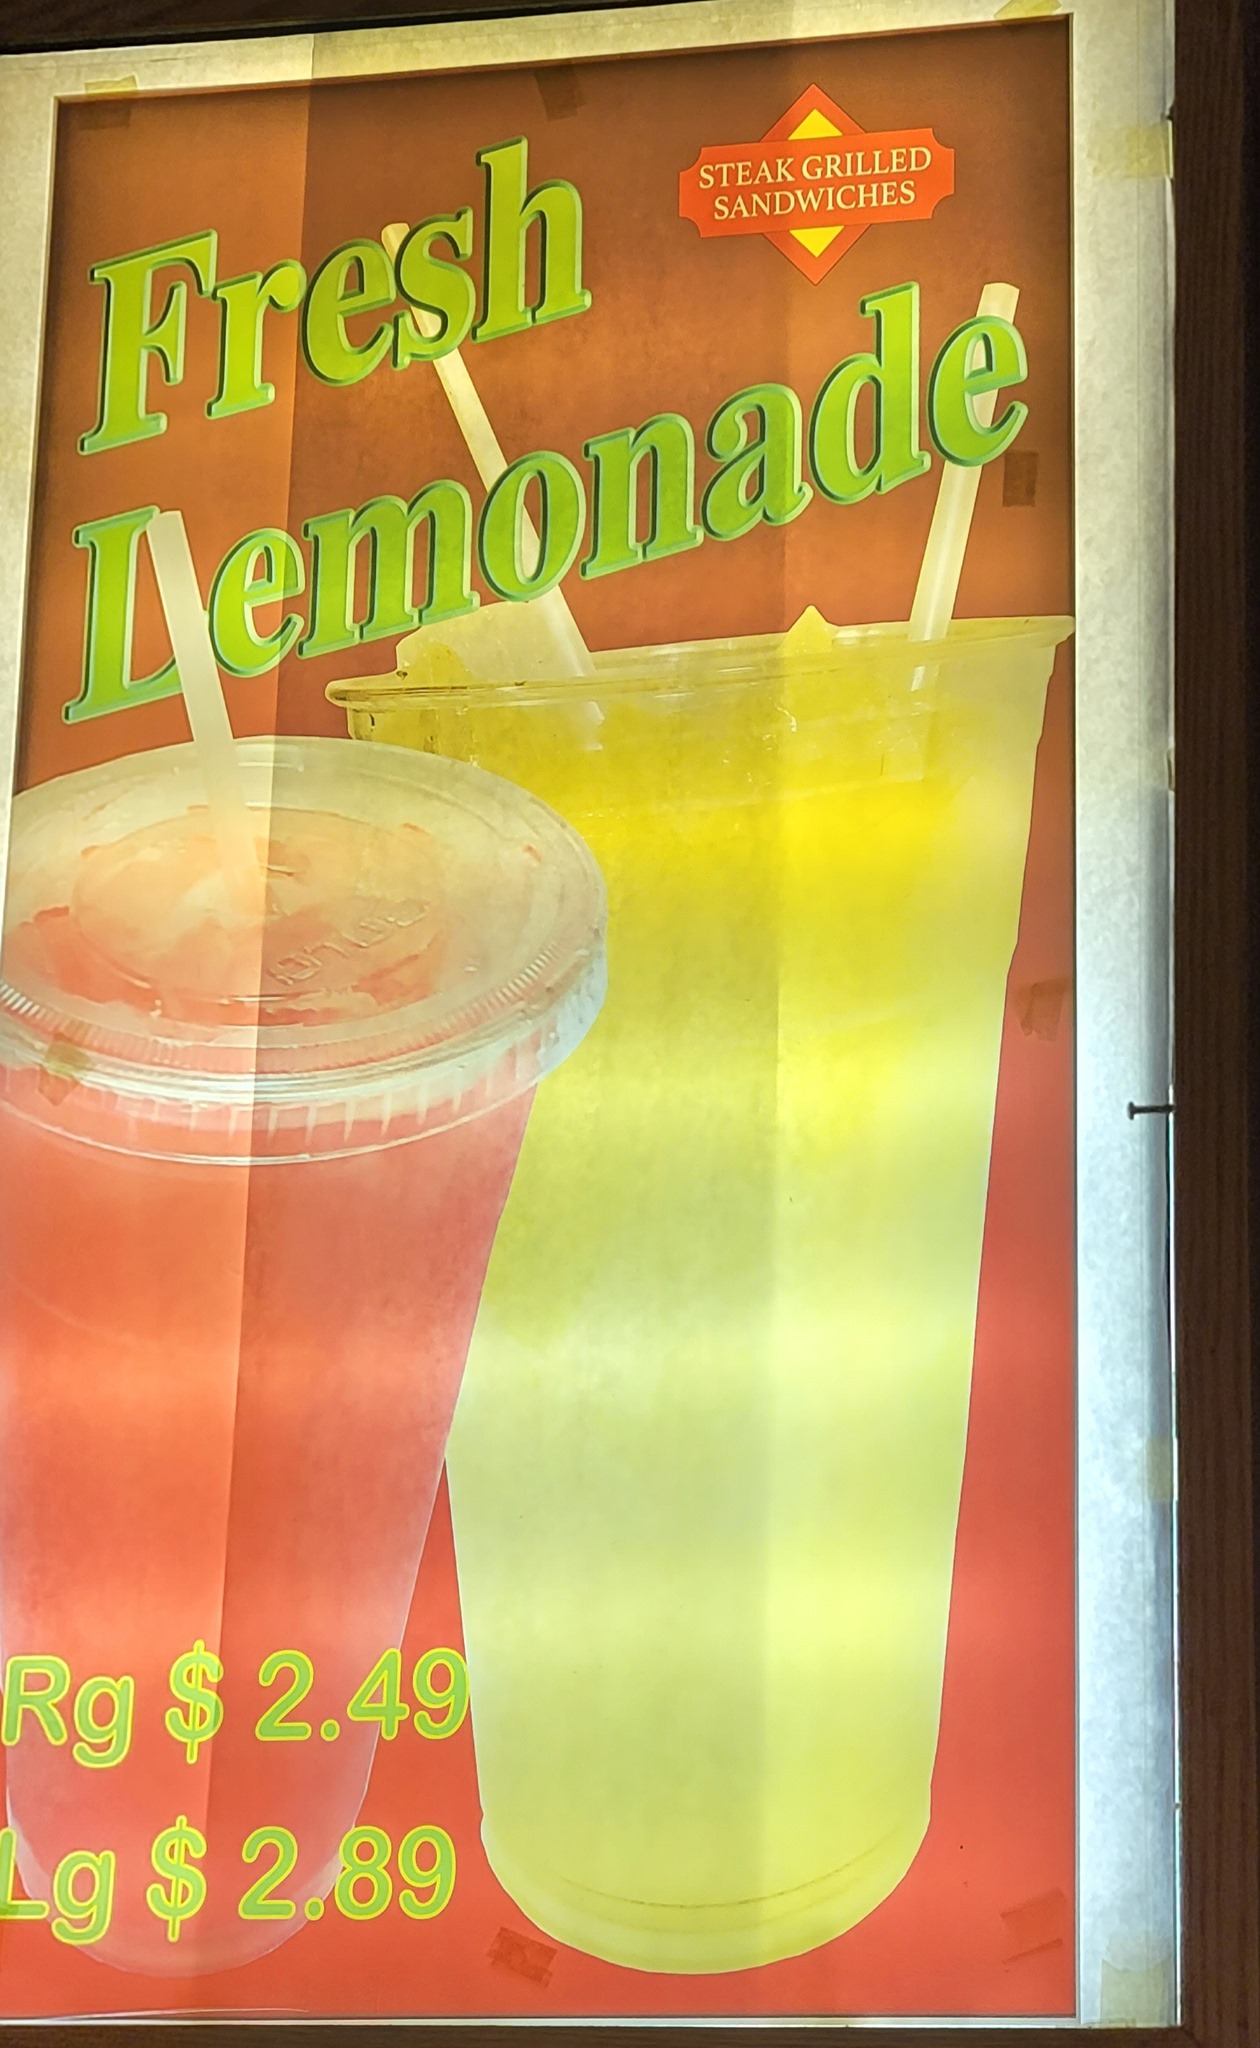 Fresh
STEAK GRILLED
SANDWICHES
Lemonade
Rg $ 2.49
Lg $ 2.89